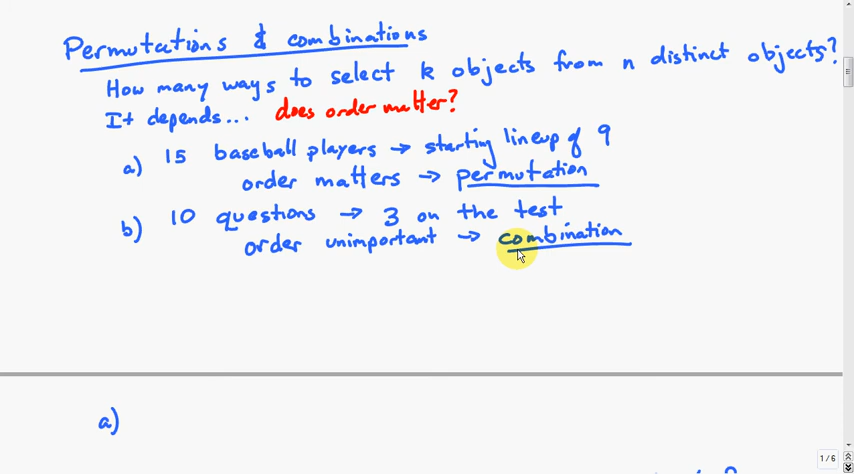 Permutations & combinations
How many ways to select k objects from n distinct objects?
It depends... does order matter?
a) 15 baseball players → starting lineup of 9
order matters → permutation
b) 10 questions → 3 on the test
order unimportant → combination
a)
1 / 6